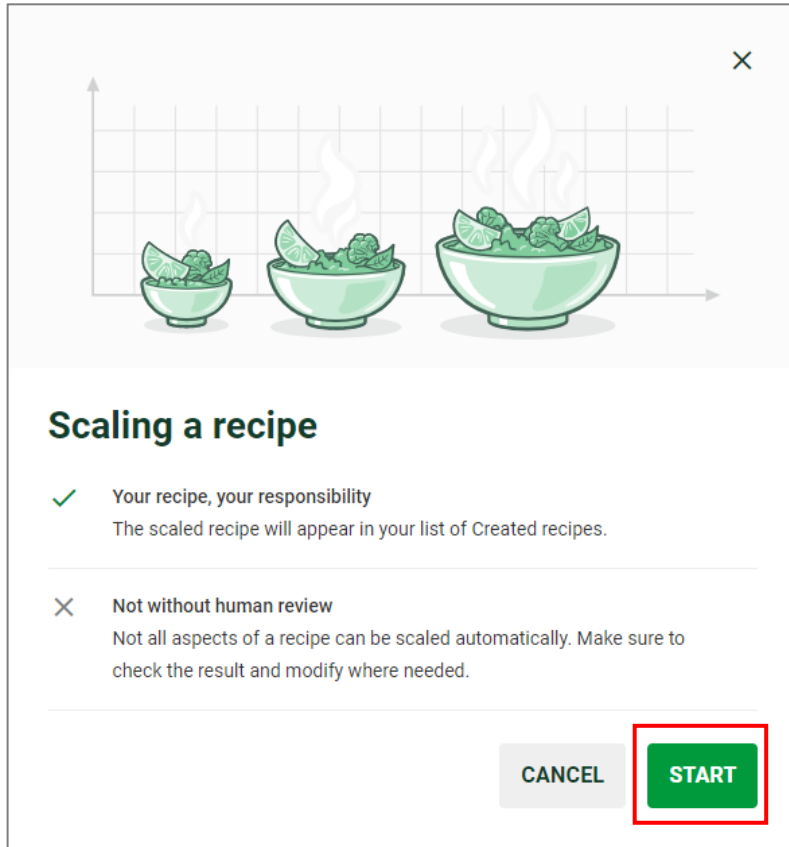 Scaling a recipe
Your recipe, your responsibility
The scaled recipe will appear in your list of Created recipes.
Not without human review
Not all aspects of a recipe can be scaled automatically. Make sure to
check the result and modify where needed.
CANCEL
START